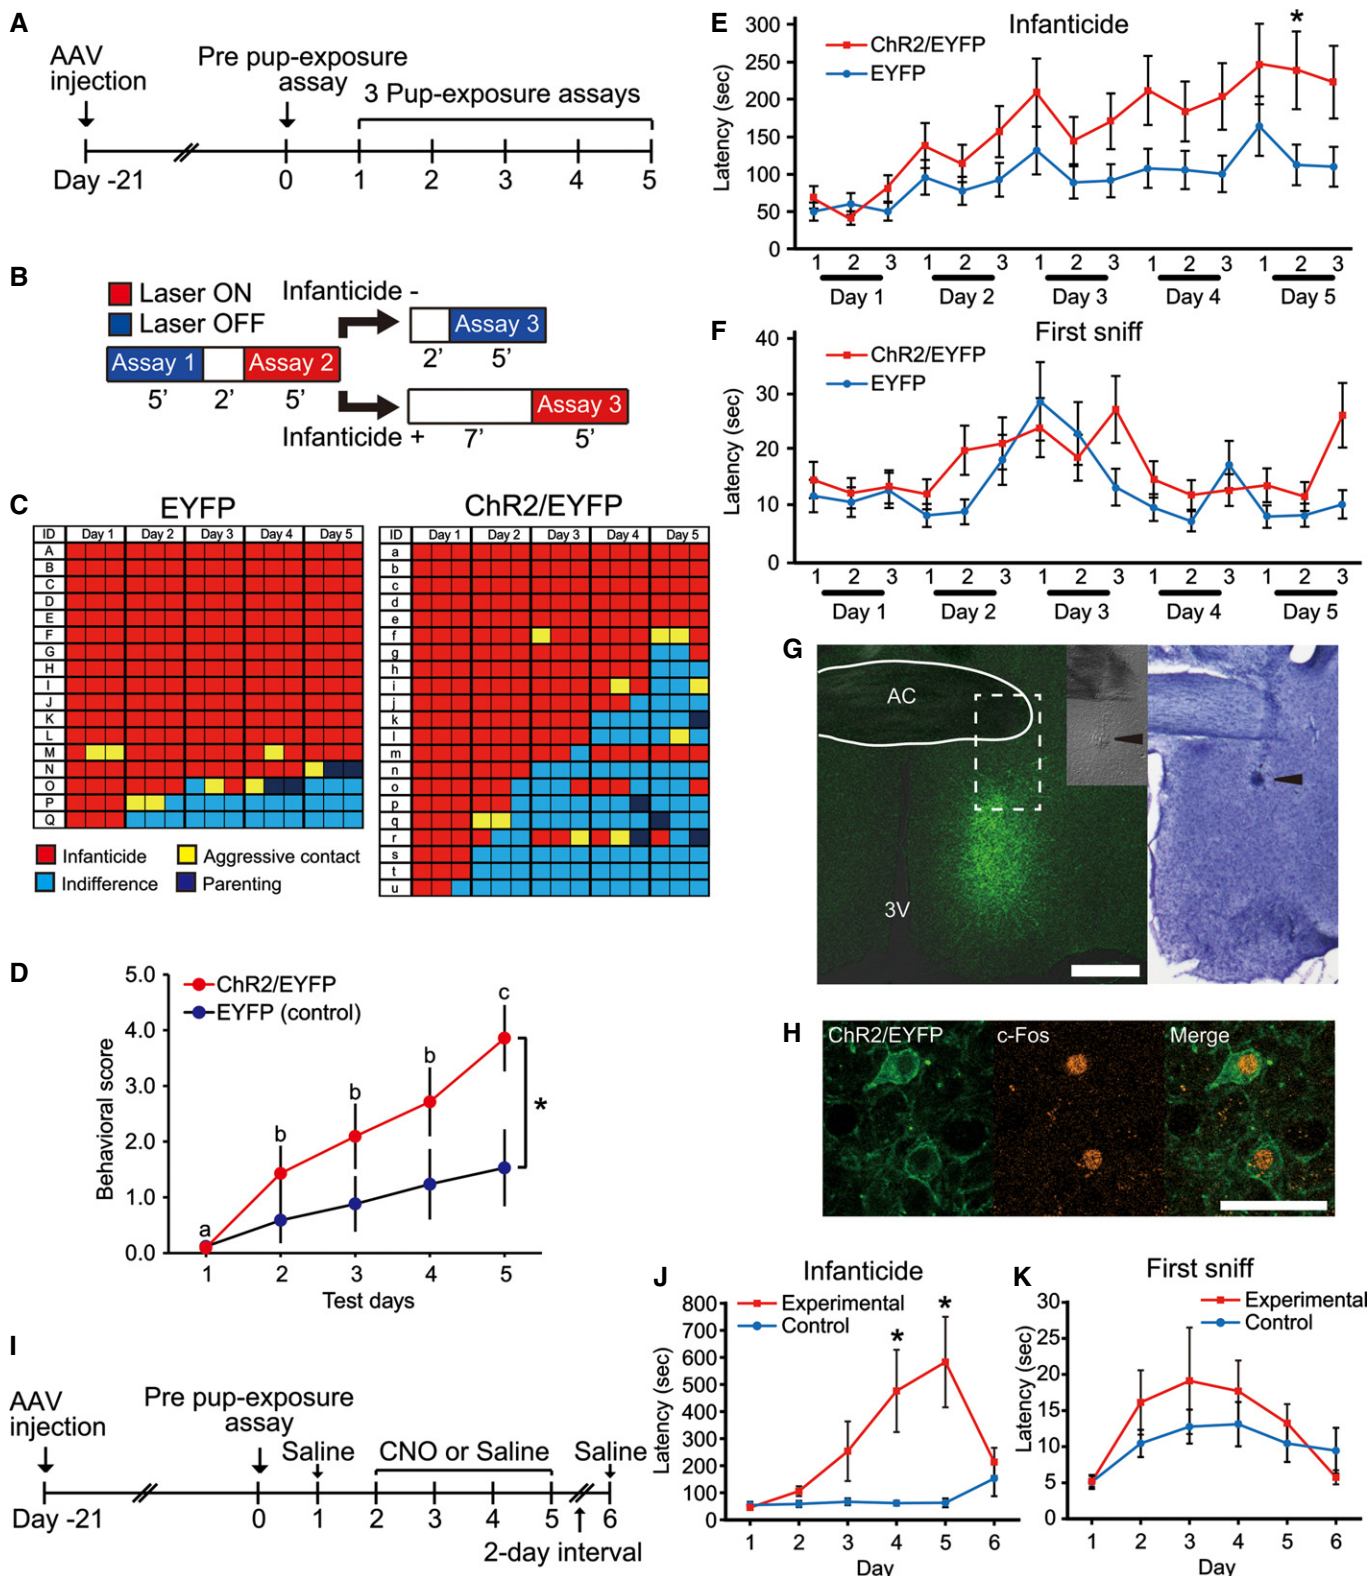 A
AAV injection
Pre pup-exposure assay
3 Pup-exposure assays
Day -21 0 1 2 3 4 5
B
Laser ON
Laser OFF
Infanticide -
Assay 1 Assay 2
5’ 2’ 5’
Assay 3
2’ 5’
Assay 3
Infanticide + 7’ 5’
C
EYFP
ID Day 1 Day 2 Day 3 Day 4 Day 5
A
B
C
D
E
F
G
H
I
J
K
L
M
N
O
P
Q
ChR2/EYFP
ID Day 1 Day 2 Day 3 Day 4 Day 5
a
b
c
d
e
f
g
h
i
j
k
l
m
n
o
p
q
r
s
t
u
Infanticide Aggressive contact
Indifference Parenting
D
Behavioral score
5.0
4.0
3.0
2.0
1.0
0.0
ChR2/EYFP
EYFP (control)
a b b b c
*
1 2 3 4 5
Test days
E
Infanticide
ChR2/EYFP
EYFP
*
Latency (sec)
300
250
200
150
100
50
0
1 2 3 1 2 3 1 2 3 1 2 3 1 2 3
Day 1 Day 2 Day 3 Day 4 Day 5
F
First sniff
ChR2/EYFP
EYFP
Latency (sec)
40
30
20
10
0
1 2 3 1 2 3 1 2 3 1 2 3 1 2 3
Day 1 Day 2 Day 3 Day 4 Day 5
G
AC
3V
H
ChR2/EYFP c-Fos Merge
I
AAV injection
Pre pup-exposure assay
Saline CNO or Saline Saline
Day -21 0 1 2 3 4 5 6
2-day interval
J
Infanticide
Experimental
Control
* *
Latency (sec)
800
700
600
500
400
300
200
100
0
1 2 3 4 5 6
Day
K
First sniff
Experimental
Control
Latency (sec)
30
25
20
15
10
5
0
1 2 3 4 5 6
Day